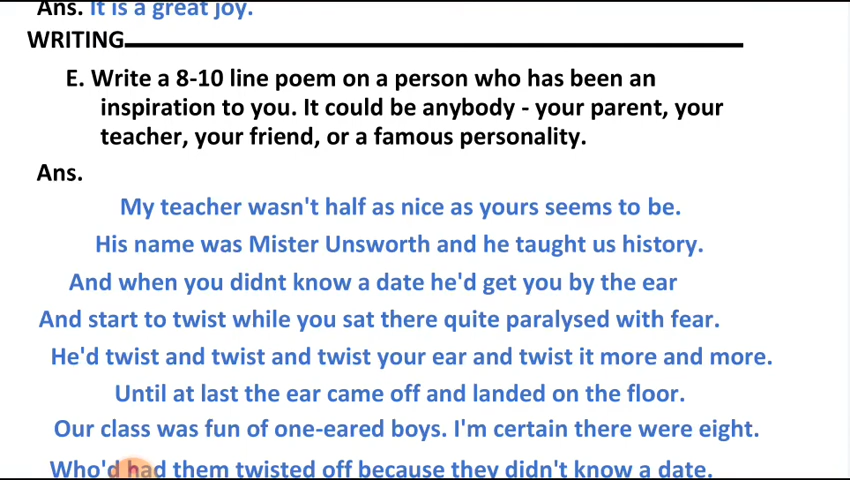 Ans. It is a great joy.
WRITING
E. Write a 8-10 line poem on a person who has been an
inspiration to you. It could be anybody - your parent, your
teacher, your friend, or a famous personality.
Ans.
My teacher wasn't half as nice as yours seems to be.
His name was Mister Unsworth and he taught us history.
And when you didnt know a date he'd get you by the ear
And start to twist while you sat there quite paralysed with fear.
He'd twist and twist and twist your ear and twist it more and more.
Until at last the ear came off and landed on the floor.
Our class was fun of one-eared boys. I'm certain there were eight.
Who'd had them twisted off because they didn't know a date.